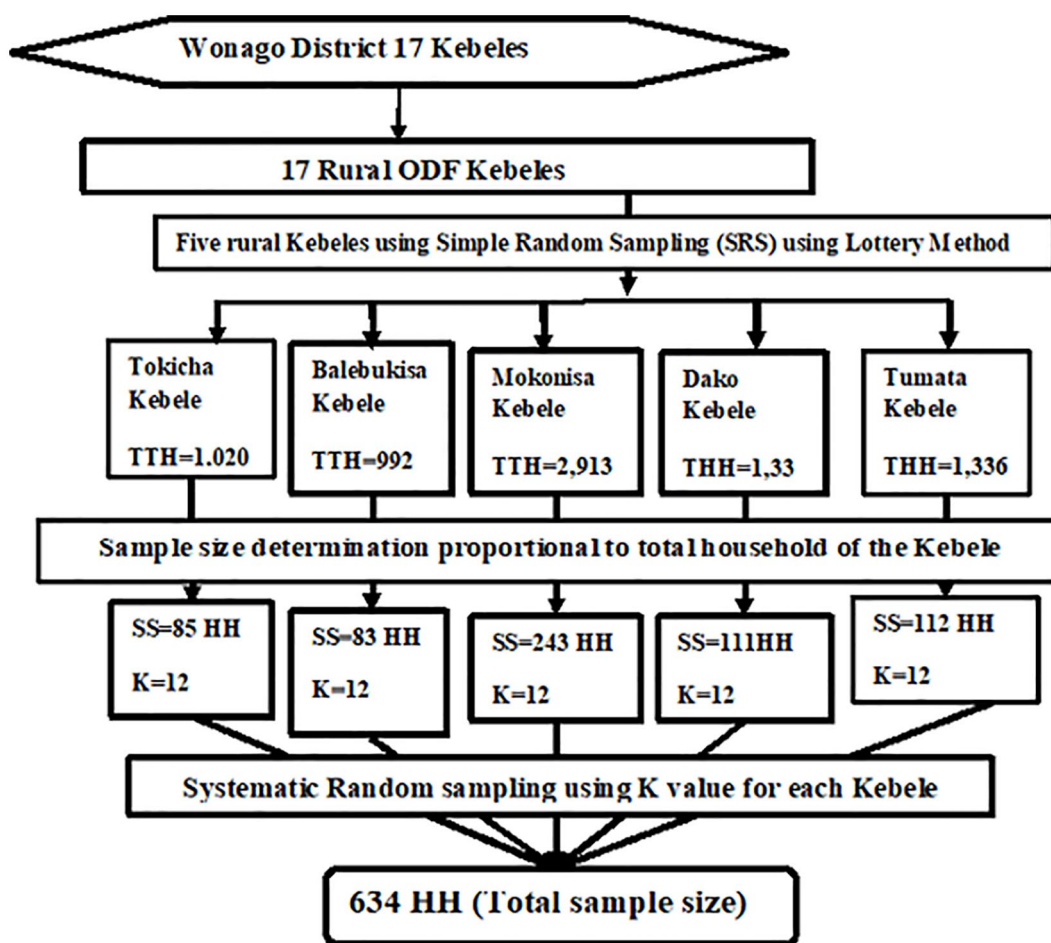 Wonago District 17 Kebeles
17 Rural ODF Kebeles
Five rural Kebeles using Simple Random Sampling (SRS) using Lottery Method
Tokicha
Kebele
TTH=1.020
Balebukisa
Kebele
TTH=992
Mokonisa
Kebele
TTH=2,913
Dako
Kebele
THH=1,33
Tumata
Kebele
THH=1,336
Sample size determination proportional to total household of the Kebele
SS=85 HH
K=12
SS=83 HH
K=12
SS=243 HH
K=12
SS=111HH
K=12
SS=112 HH
K=12
Systematic Random sampling using K value for each Kebele
634 HH (Total sample size)